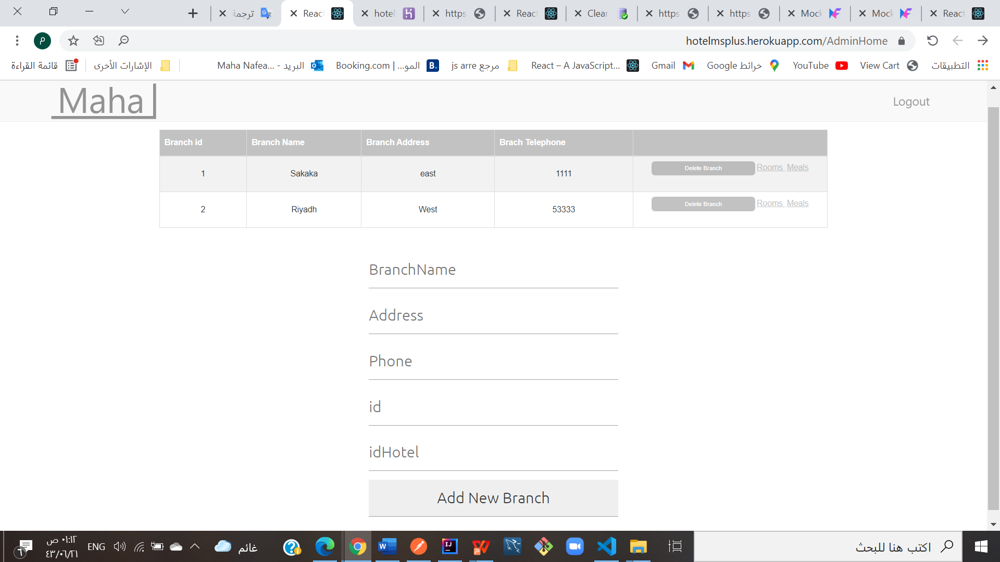 ترجمة
React
hotel
https
React
Clear
https
https
Mock
Mock
React
hotelmsplus.herokuapp.com/AdminHome
قائمة القراءة
الإشارات الأخرى
Maha Nafea... - البريد
Booking.com | المو...
مرجع js arre
React – A JavaScript...
Gmail
خرائط Google
YouTube
View Cart
التطبيقات
Maha
Logout
Branch id Branch Name Branch Address Brach Telephone
1 Sakaka east 1111 Delete Branch Rooms Meals
2 Riyadh West 53333 Delete Branch Rooms Meals
BranchName
Address
Phone
id
idHotel
Add New Branch
٠١:١٢ ص
٤٣/٠٦/٢١
ENG
غائم
اكتب هنا للبحث